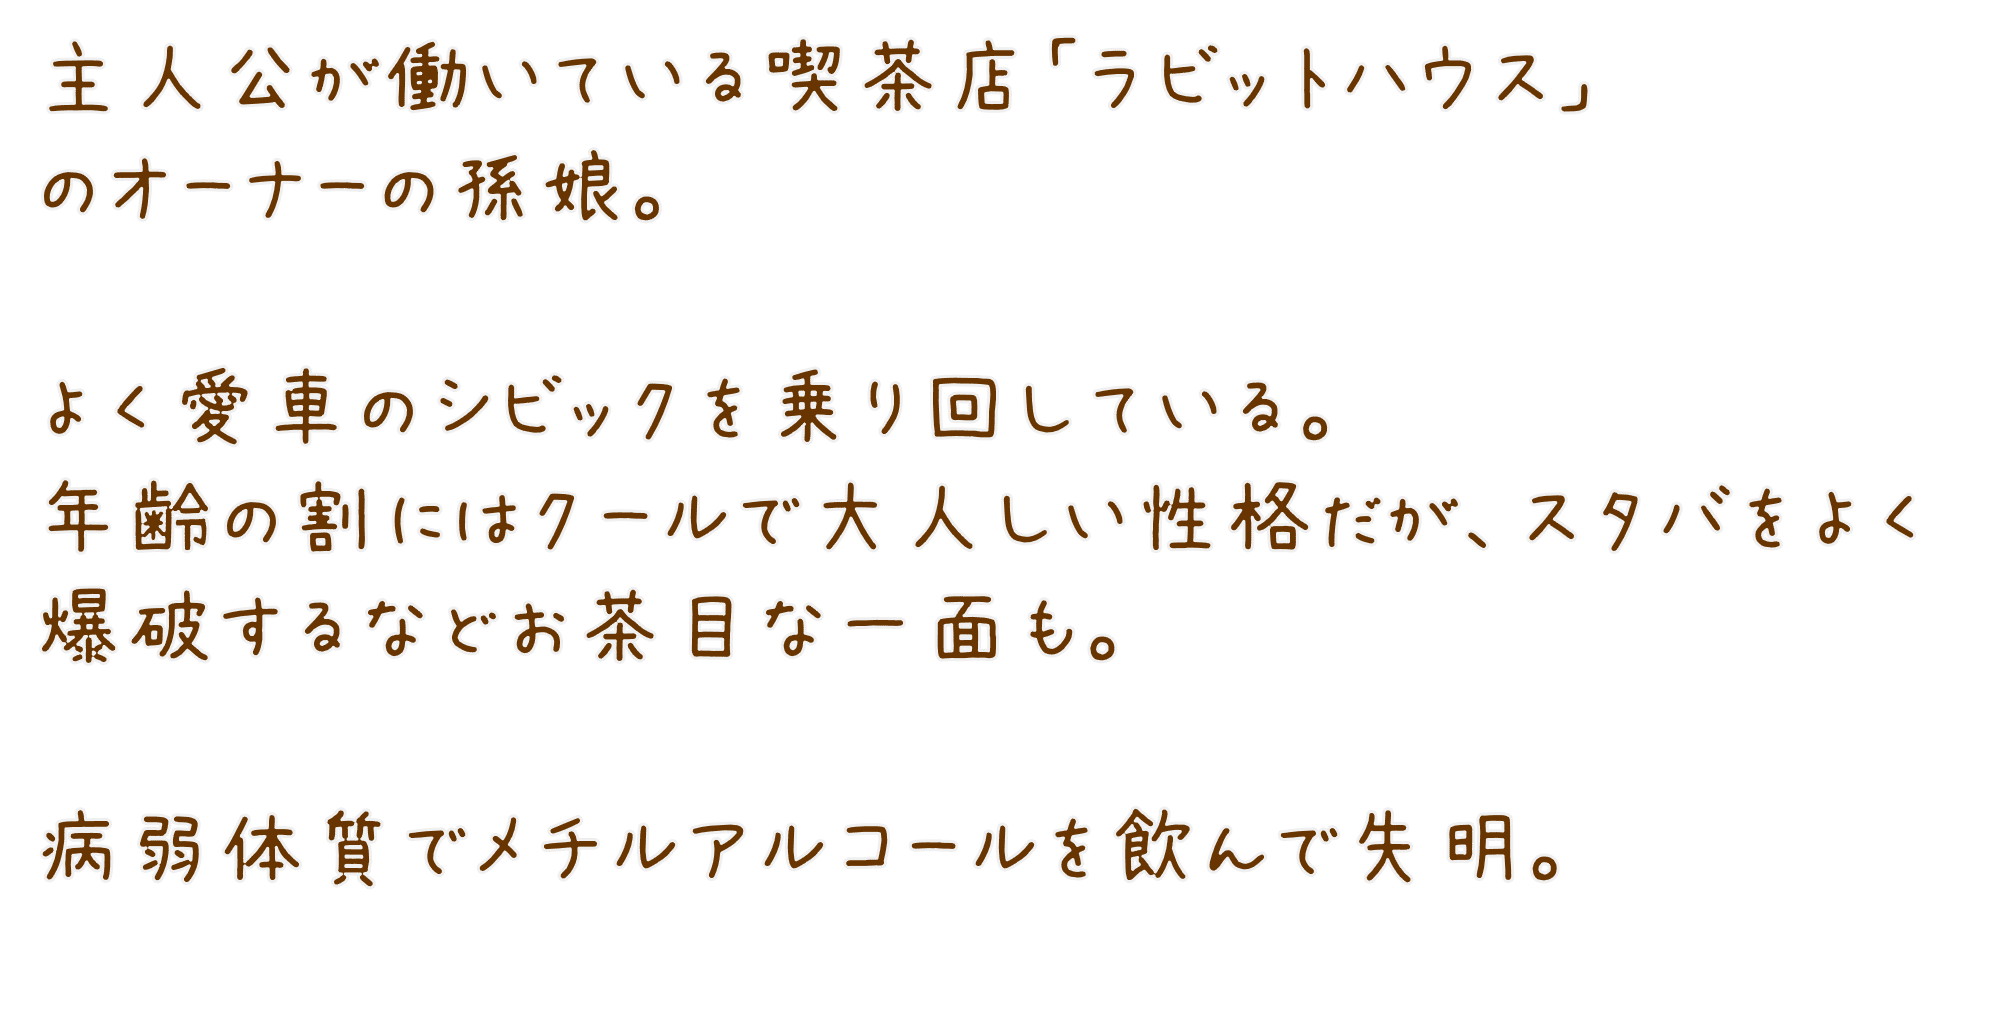 主人公が働いている喫茶店「ラビットハウス」
のオーナーの孫娘。
よく愛車のシビックを乗り回している。
年齢の割にはクールで大人しい性格だが、スタバをよく
爆破するなどお茶目な一面も。
病弱体質でメチルアルコールを飲んで失明。